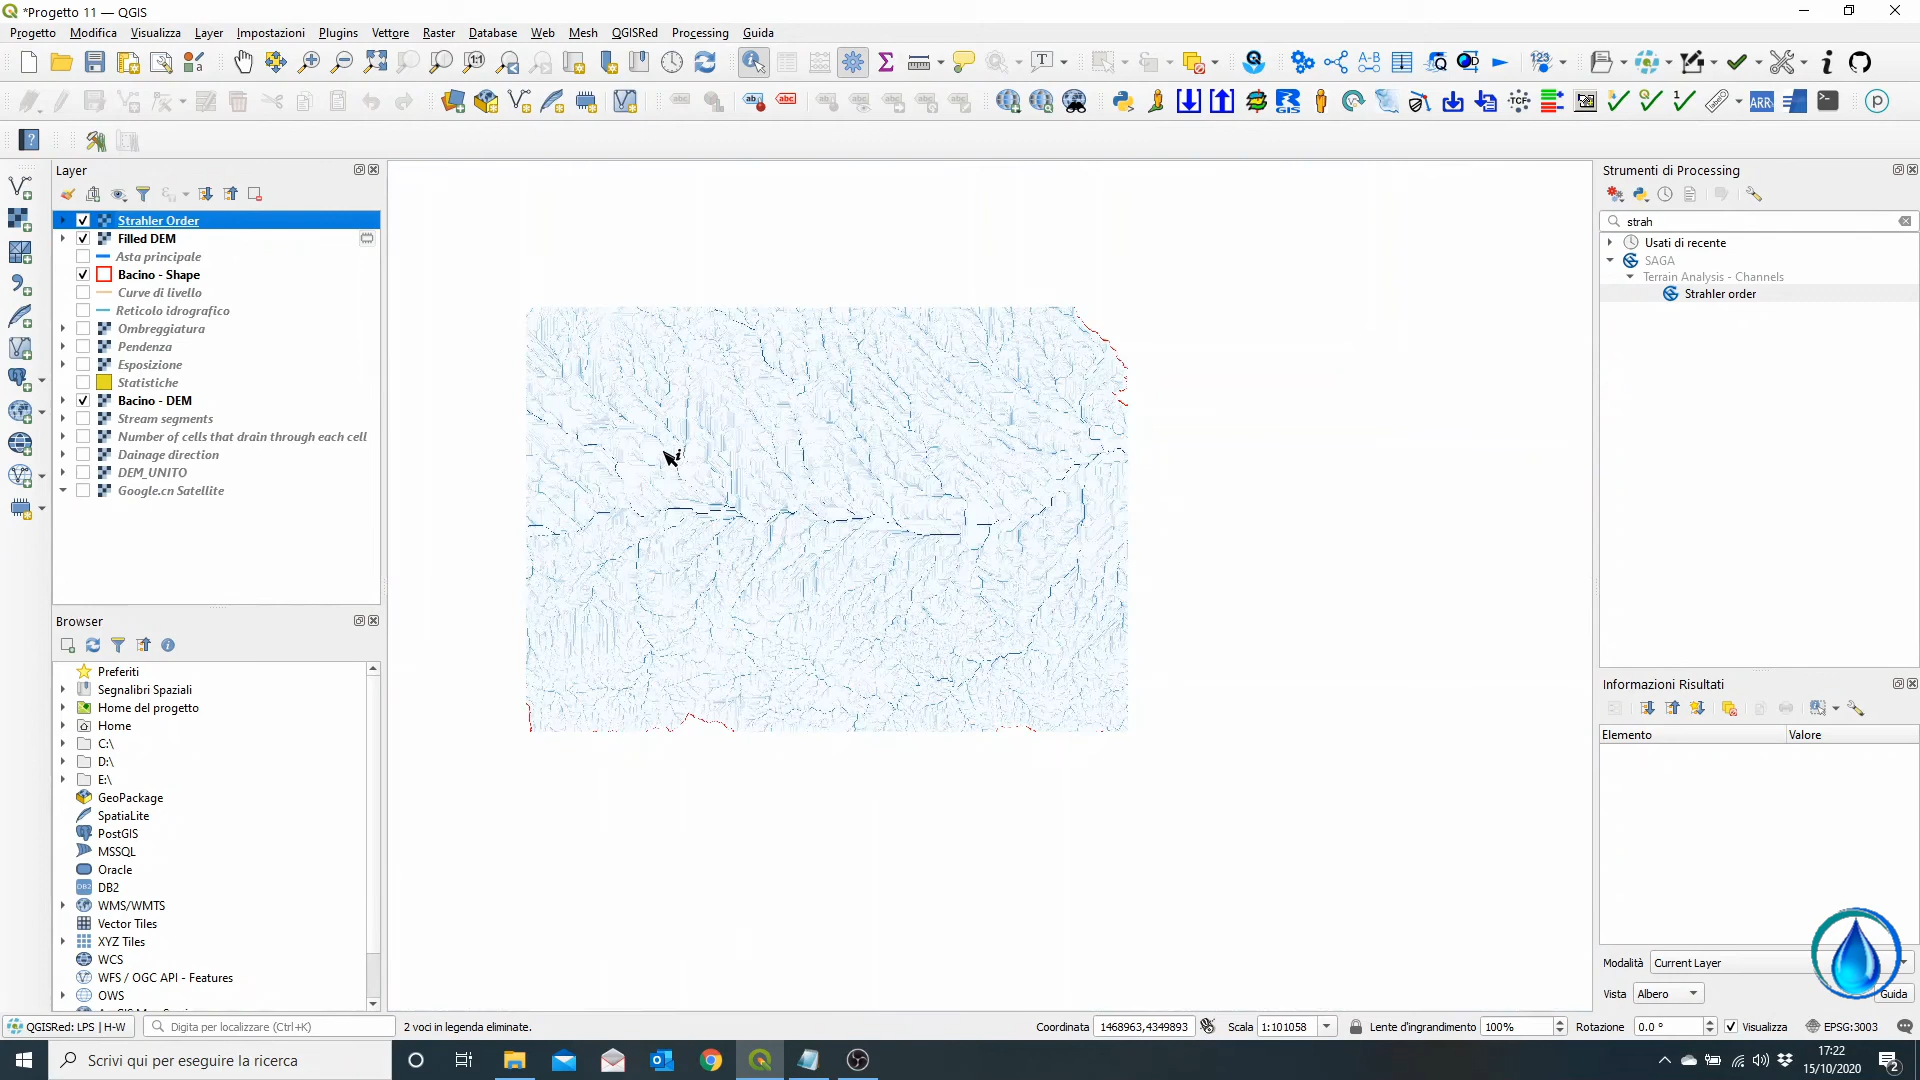 *Progetto 11 — QGIS
Progetto Modifica Visualizza Layer Impostazioni Plugins Vettore Raster Database Web Mesh QGISRed Processing Guida
Layer
Strahler Order
Filled DEM
Asta principale
Bacino - Shape
Curve di livello
Reticolo idrografico
Ombreggiatura
Pendenza
Esposizione
Statistiche
Bacino - DEM
Stream segments
Number of cells that drain through each cell
Dainage direction
DEM_UNITO
Google.cn Satellite
Browser
Preferiti
Segnalibri Spaziali
Home del progetto
Home
C:\
D:\
E:\
GeoPackage
SpatiaLite
PostGIS
MSSQL
Oracle
DB2
WMS/WMTS
Vector Tiles
XYZ Tiles
WCS
WFS / OGC API - Features
OWS
Strumenti di Processing
strah
Usati di recente
SAGA
Terrain Analysis - Channels
Strahler order
Informazioni Risultati
Elemento Valore
Modalità Current Layer
Vista Albero Guida
QGISRed: LPS | H-W Digita per localizzare (Ctrl+K) 2 voci in legenda eliminate. Coordinata 1468963,4349893 Scala 1:101058 Lente d'ingrandimento 100% Rotazione 0.0 ° Visualizza EPSG:3003
Scrivi qui per eseguire la ricerca
17:22
15/10/2020
2